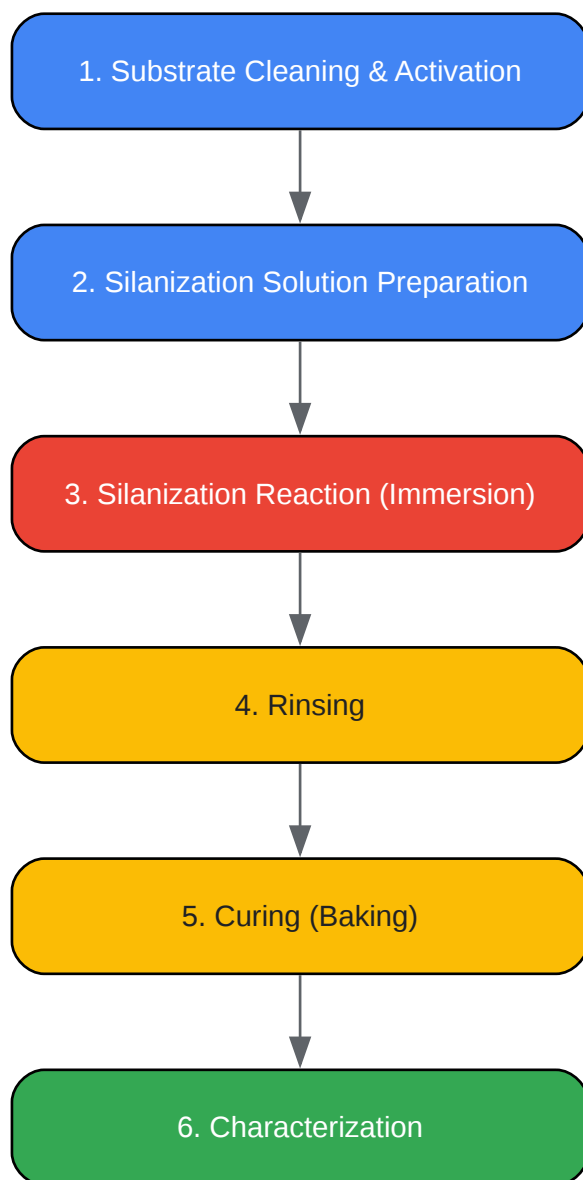 1. Substrate Cleaning & Activation
2. Silanization Solution Preparation
3. Silanization Reaction (Immersion)
4. Rinsing
5. Curing (Baking)
6. Characterization